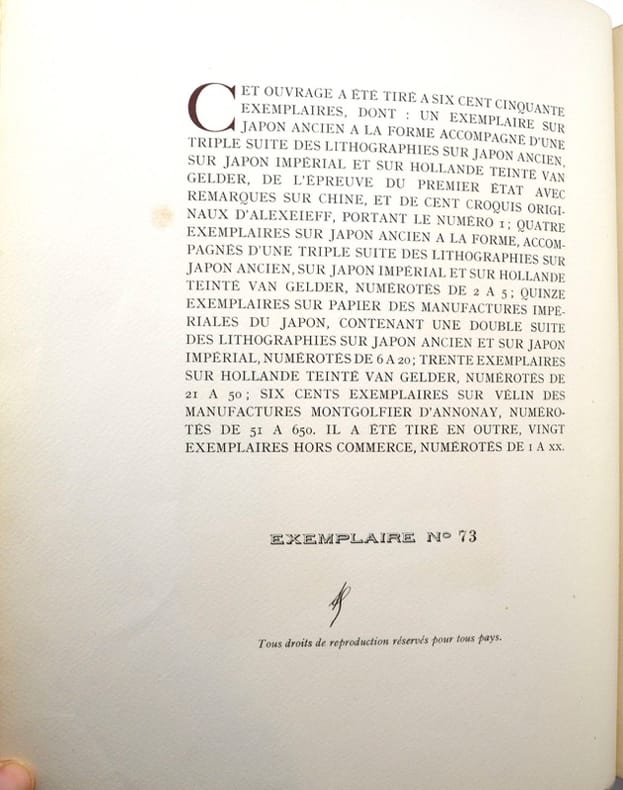 CET OUVRAGE A ÉTÉ TIRÉ A SIX CENT CINQUANTE
EXEMPLAIRES, DONT : UN EXEMPLAIRE SUR
JAPON ANCIEN A LA FORME ACCOMPAGNÉ D'UNE
TRIPLE SUITE DES LITHOGRAPHIES SUR JAPON ANCIEN,
SUR JAPON IMPÉRIAL ET SUR HOLLANDE TEINTE VAN
GELDER, DE L'ÉPREUVE DU PREMIER ÉTAT AVEC
REMARQUES SUR CHINE, ET DE CENT CROQUIS ORIGI-
NAUX D'ALEXEIEFF, PORTANT LE NUMÉRO 1 ; QUATRE
EXEMPLAIRES SUR JAPON ANCIEN A LA FORME, ACCOM-
PAGNÉS D'UNE TRIPLE SUITE DES LITHOGRAPHIES SUR
JAPON ANCIEN, SUR JAPON IMPÉRIAL ET SUR HOLLANDE
TEINTÉ VAN GELDER, NUMÉROTÉS DE 2 A 5 ; QUINZE
EXEMPLAIRES SUR PAPIER DES MANUFACTURES IMPÉ-
RIALES DU JAPON, CONTENANT UNE DOUBLE SUITE
DES LITHOGRAPHIES SUR JAPON ANCIEN ET SUR JAPON
IMPÉRIAL, NUMÉROTÉS DE 6 A 20 ; TRENTE EXEMPLAIRES
SUR HOLLANDE TEINTÉ VAN GELDER, NUMÉROTÉS DE
21 A 50 ; SIX CENTS EXEMPLAIRES SUR VÉLIN DES
MANUFACTURES MONTGOLFIER D'ANNONAY, NUMÉRO-
TÉS DE 51 A 650. IL A ÉTÉ TIRÉ EN OUTRE, VINGT
EXEMPLAIRES HORS COMMERCE, NUMÉROTÉS DE I A XX.
EXEMPLAIRE Nº 73
Tous droits de reproduction réservés pour tous pays.